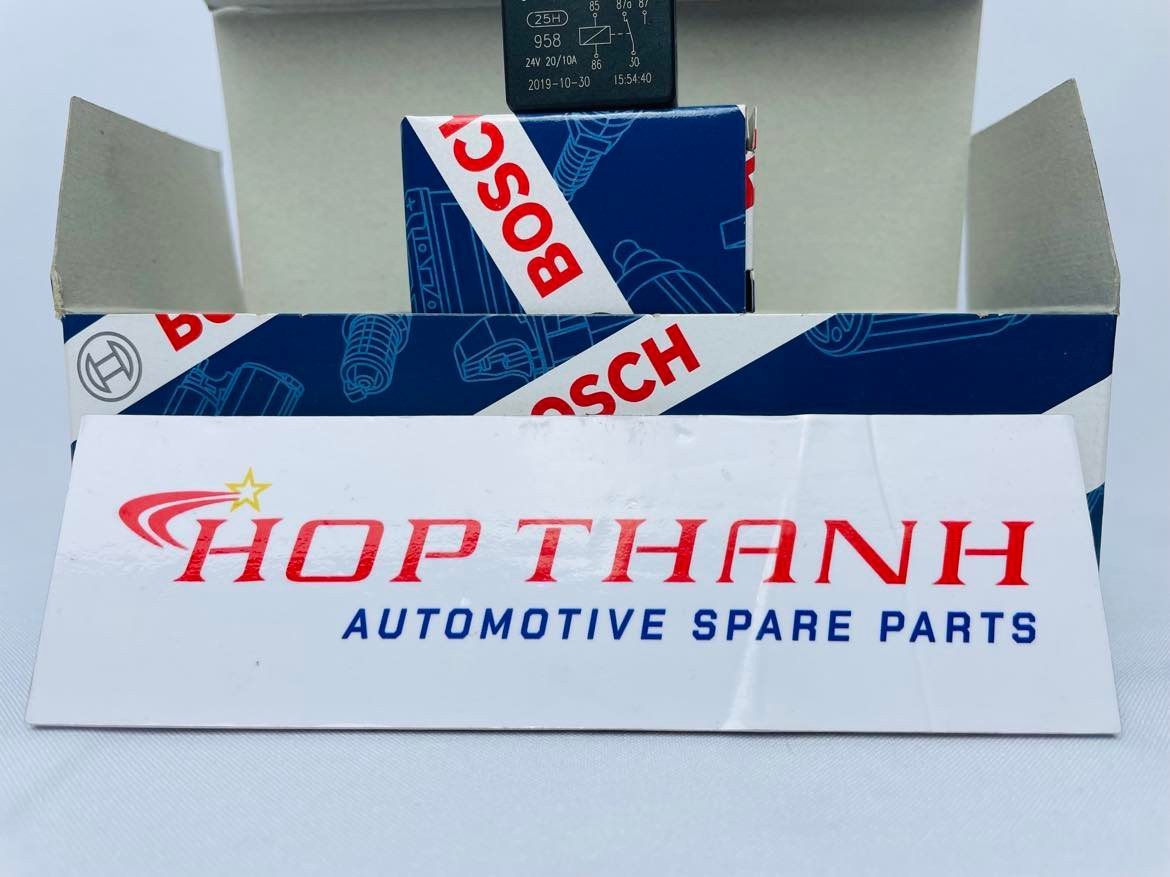 85 87a 87
25H
958
24V 20/10A
86 30
2019-10-30 15:54:40
BOSCH
BOSCH
HOP THANH
AUTOMOTIVE SPARE PARTS